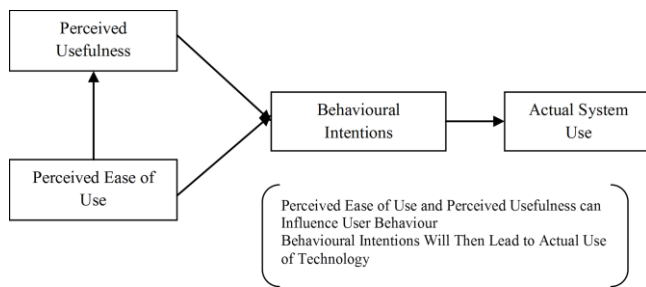 Perceived
Usefulness
Behavioural
Intentions
Actual System
Use
Perceived Ease of
Use
Perceived Ease of Use and Perceived Usefulness can
Influence User Behaviour
Behavioural Intentions Will Then Lead to Actual Use
of Technology